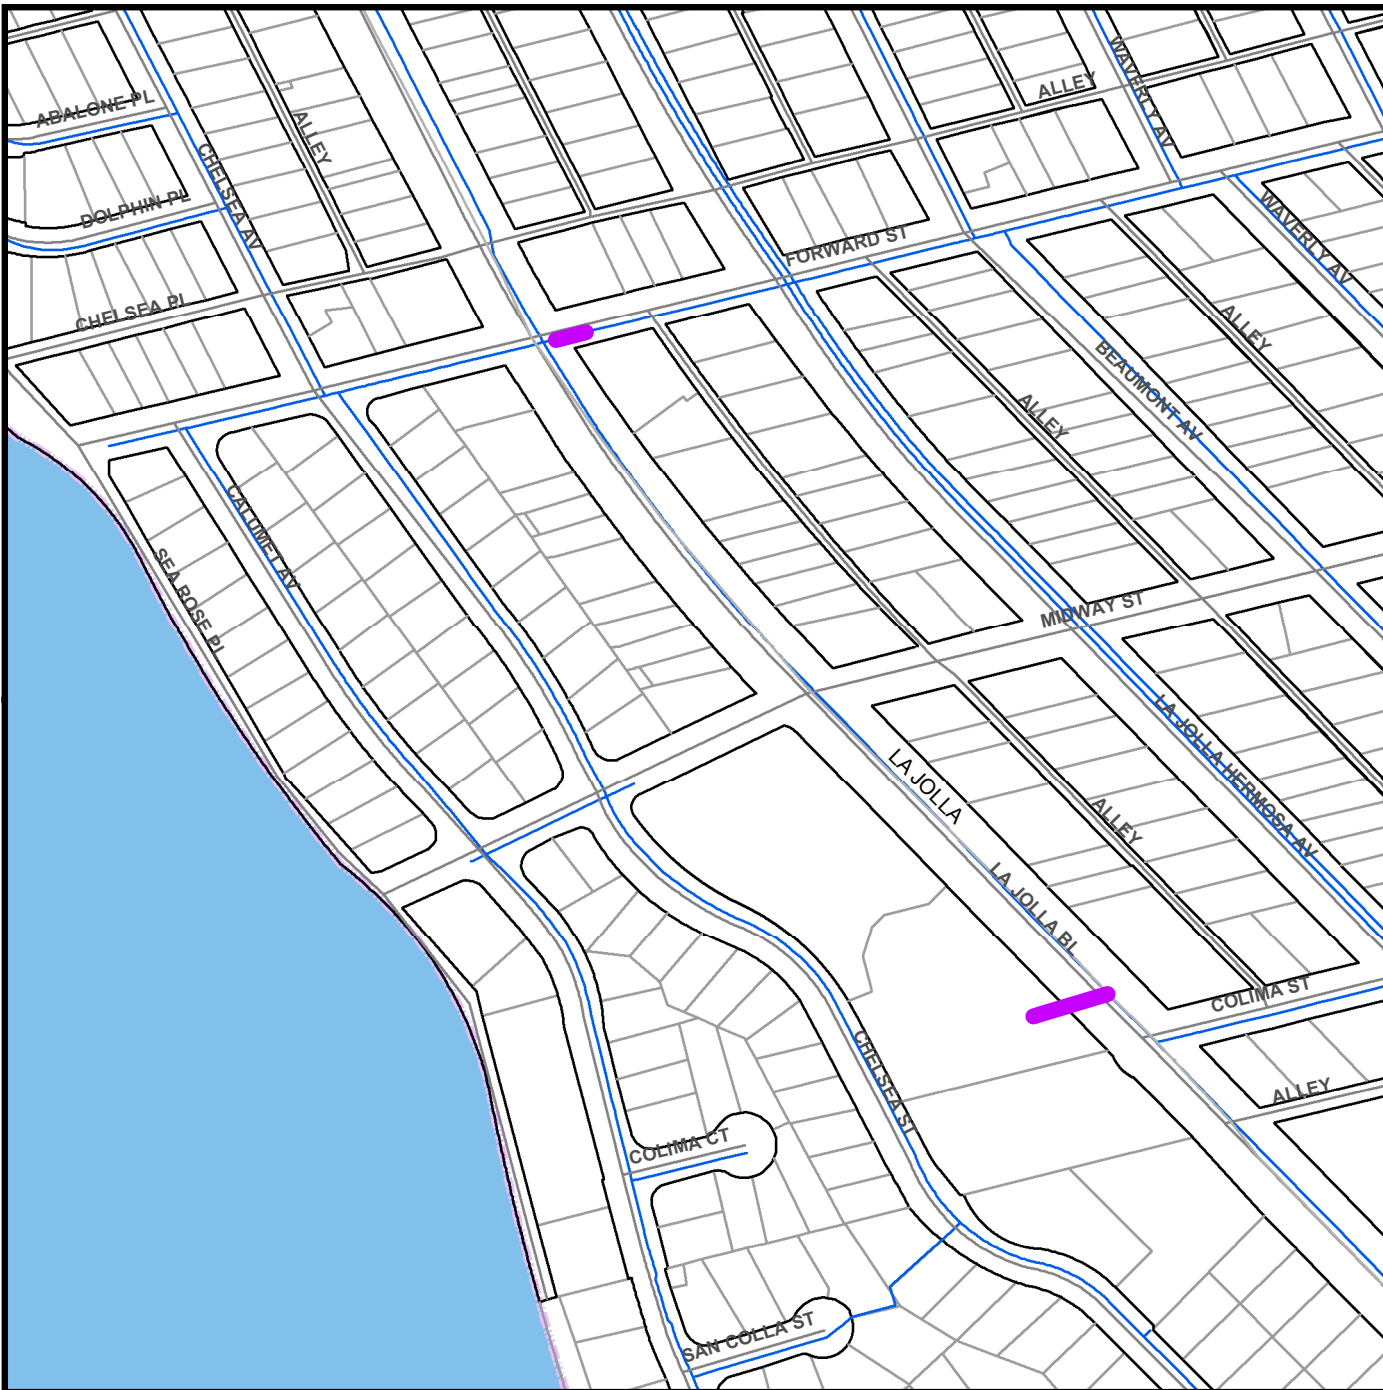 WAVERLY AV
ALLEY
ABALONE PL
ALLEY
CHELSEA AV
DOLPHIN PL
WAVERLY AV
FORWARD ST
CHELSEA PL
ALLEY
BEAUMONT AV
ALLEY
CALUMET AV
SEA ROSE PL
MIDWAY ST
LA JOLLA HERMOSA AV
LA JOLLA
ALLEY
LA JOLLA BL
COLIMA ST
CHELSEA ST
ALLEY
COLIMA CT
SAN COLLA ST